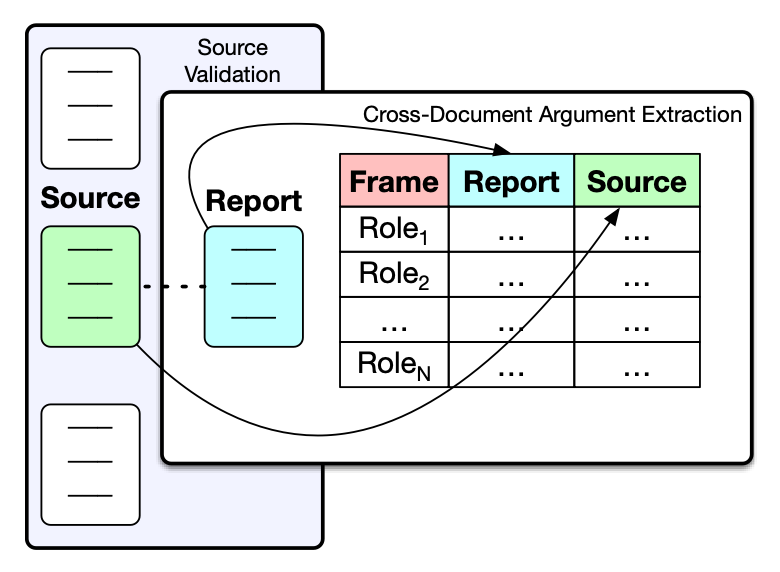 Source
Validation
Cross-Document Argument Extraction
Source
Report
Frame Report Source
Role1 ... ...
Role2 ... ...
... ... ...
RoleN ... ...